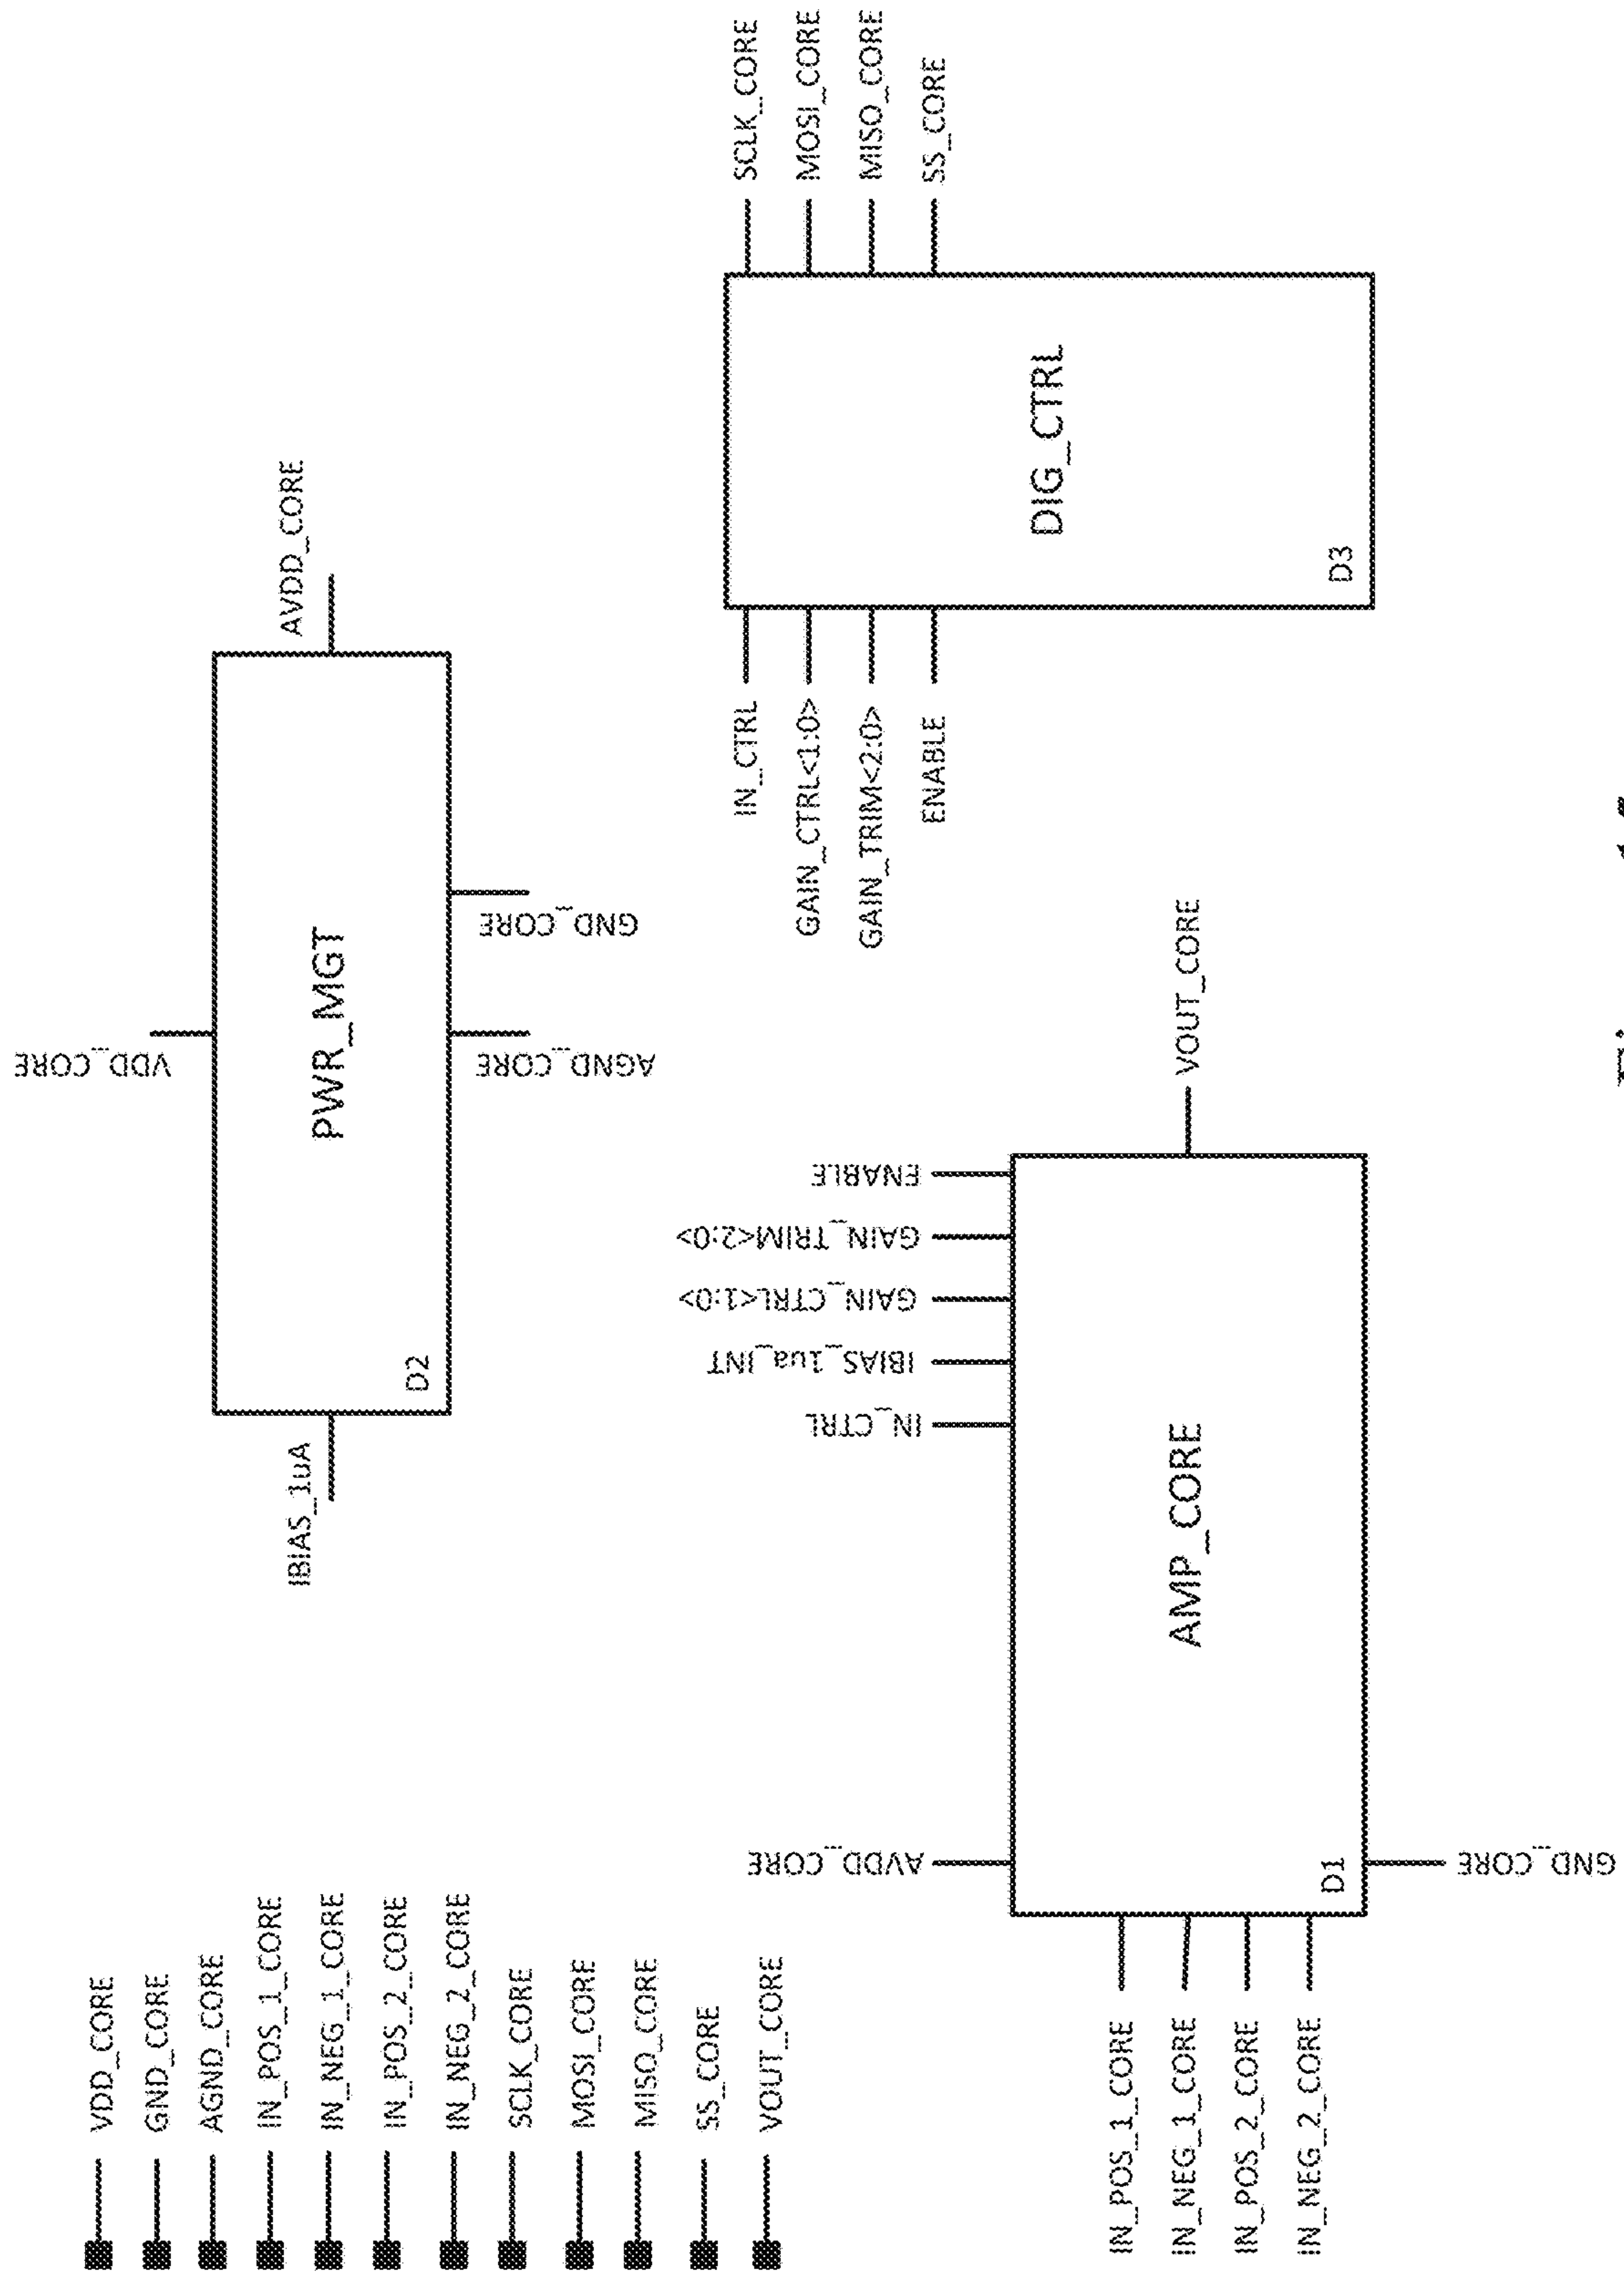 VDD_CORE
GND_CORE
AGND_CORE
IN_POS_1_CORE
IN_NEG_1_CORE
IN_POS_2_CORE
IN_NEG_2_CORE
SCLK_CORE
MOSI_CORE
MISO_CORE
SS_CORE
VOUT_CORE
VDD_CORE
IBIAS_1uA
PWR_MGT
D2
AVDD_CORE
AGND_CORE
GND_CORE
AVDD_CORE
IN_CTRL
IBIAS_1ua_INT
GAIN_CTRL<1:0>
GAIN_TRIM<2:0>
ENABLE
IN_POS_1_CORE
IN_NEG_1_CORE
IN_POS_2_CORE
IN_NEG_2_CORE
AMP_CORE
D1
VOUT_CORE
GND_CORE
IN_CTRL
GAIN_CTRL<1:0>
GAIN_TRIM<2:0>
ENABLE
DIG_CTRL
D3
SCLK_CORE
MOSI_CORE
MISO_CORE
SS_CORE